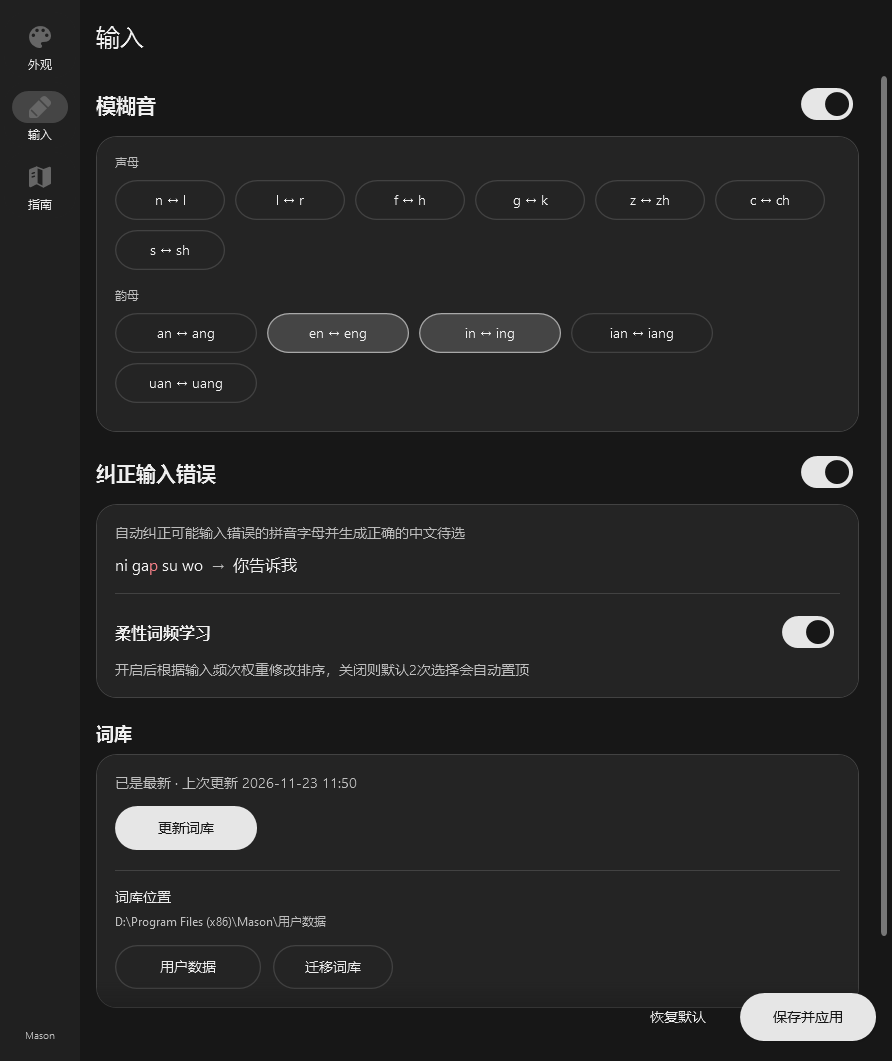 输入
外观
输入
指南
模糊音
声母
n ↔ l
l ↔ r
f ↔ h
g ↔ k
z ↔ zh
c ↔ ch
s ↔ sh
韵母
an ↔ ang
en ↔ eng
in ↔ ing
ian ↔ iang
uan ↔ uang
纠正输入错误
自动纠正可能输入错误的拼音字母并生成正确的中文待选
ni gap su wo → 你告诉我
柔性词频学习
开启后根据输入频次权重修改排序，关闭则默认2次选择会自动置顶
词库
已是最新 · 上次更新 2026-11-23 11:50
更新词库
词库位置
D:\Program Files (x86)\Mason\用户数据
用户数据
迁移词库
恢复默认
保存并应用
Mason